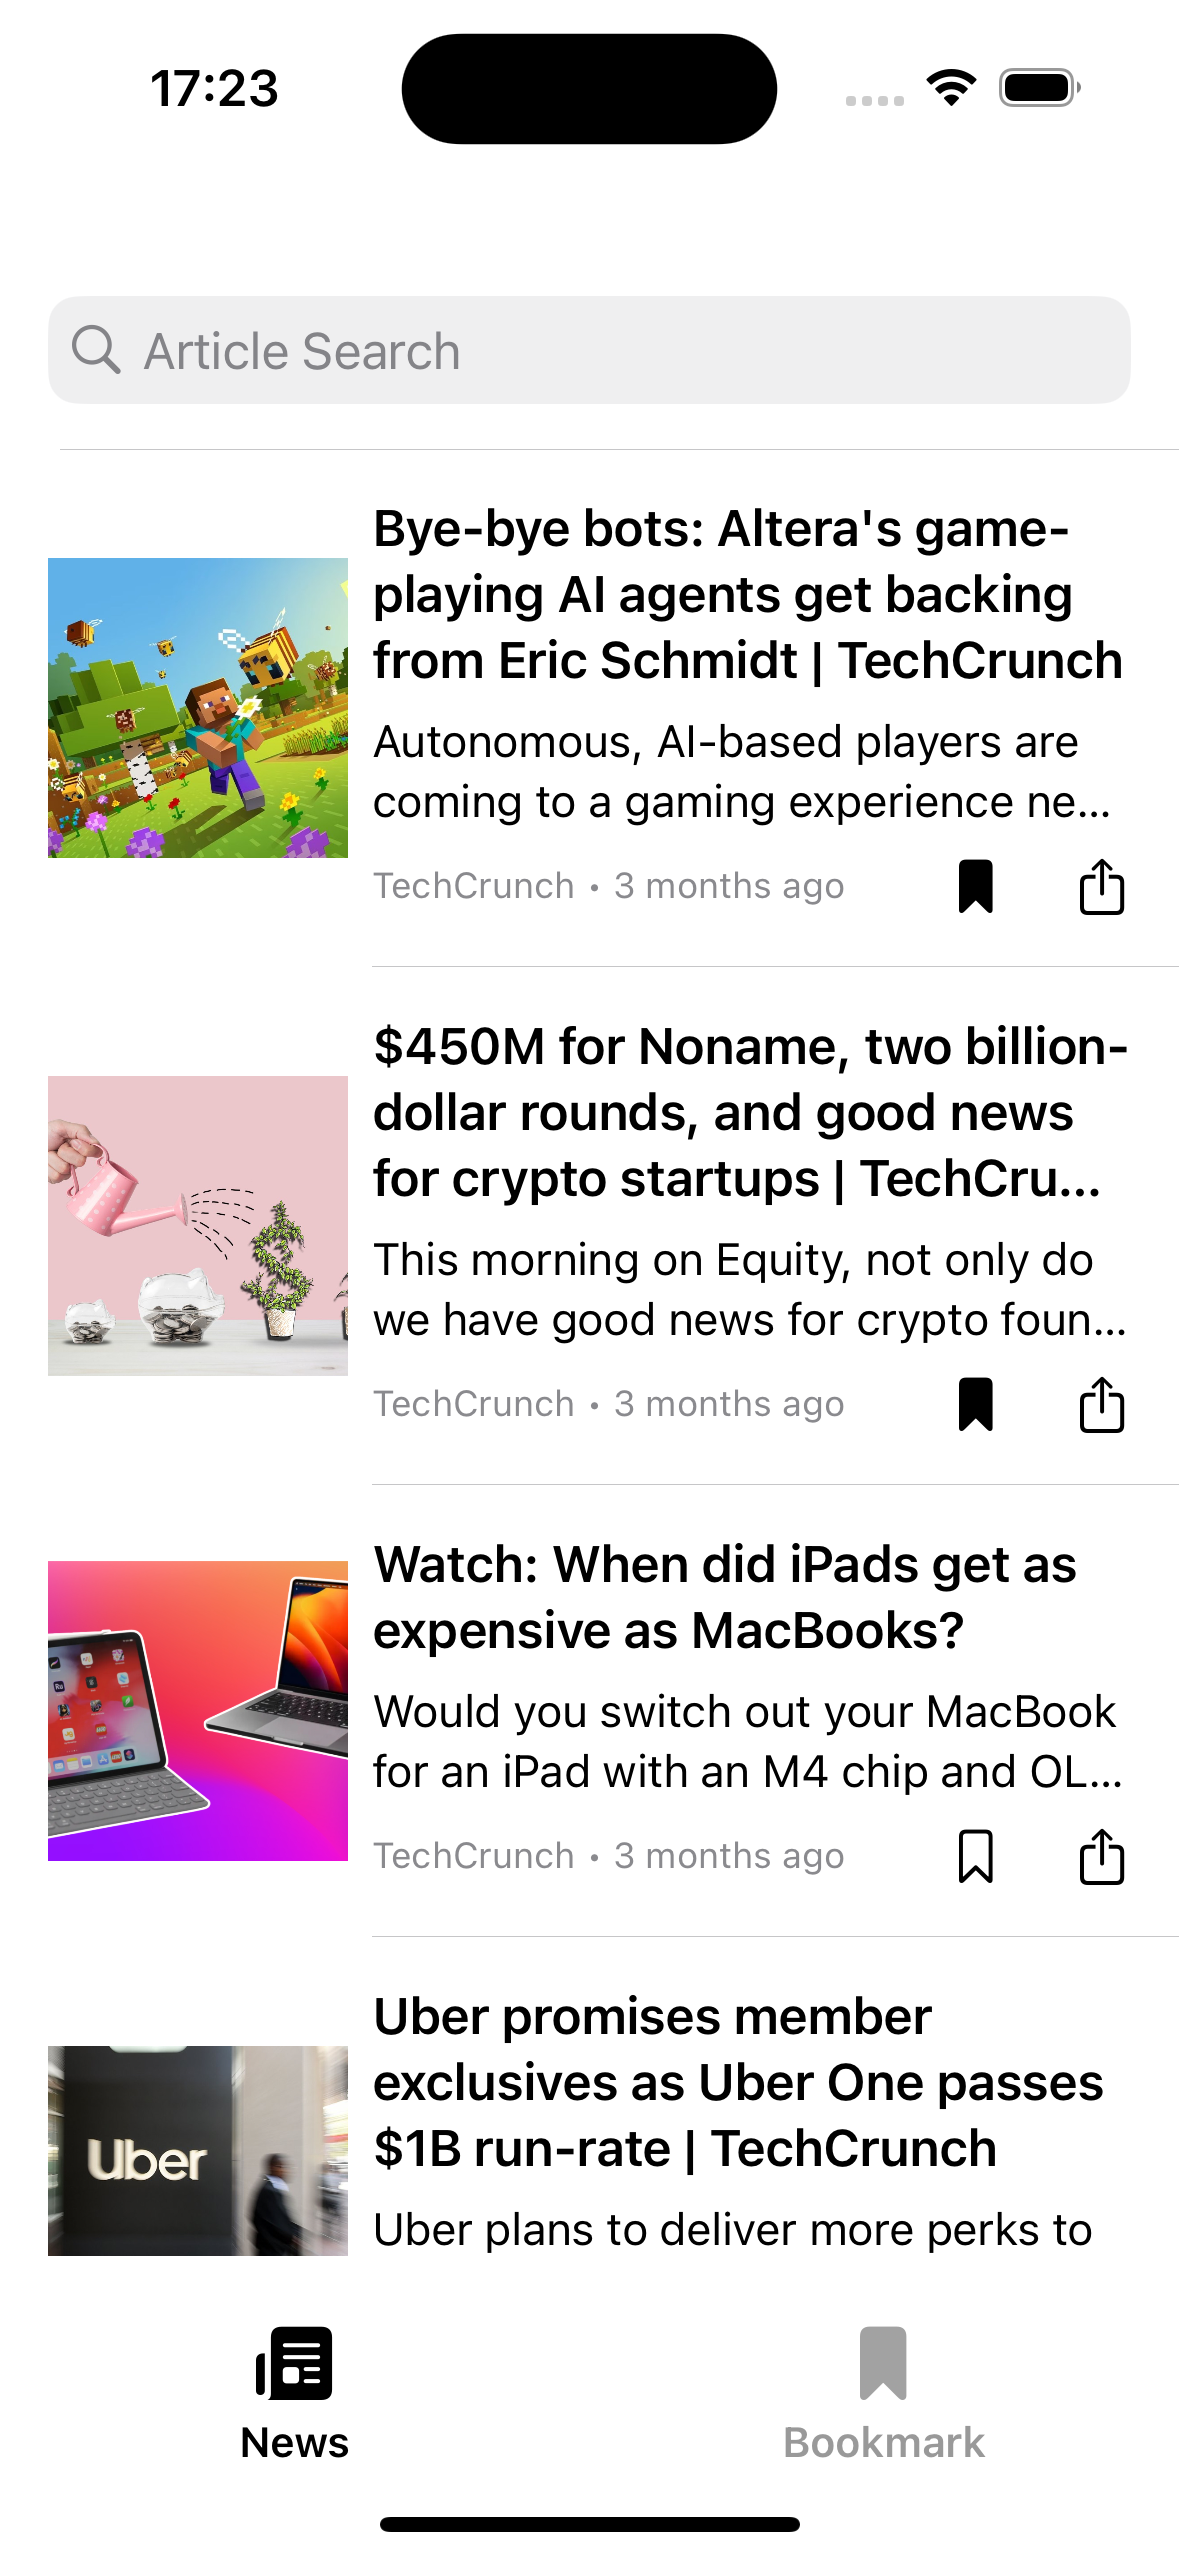 17:23
Article Search
Bye-bye bots: Altera's game-
playing AI agents get backing
from Eric Schmidt | TechCrunch
Autonomous, AI-based players are
coming to a gaming experience ne...
TechCrunch • 3 months ago
$450M for Noname, two billion-
dollar rounds, and good news
for crypto startups | TechCru...
This morning on Equity, not only do
we have good news for crypto foun...
TechCrunch • 3 months ago
Watch: When did iPads get as
expensive as MacBooks?
Would you switch out your MacBook
for an iPad with an M4 chip and OL...
TechCrunch • 3 months ago
Uber
Uber promises member
exclusives as Uber One passes
$1B run-rate | TechCrunch
Uber plans to deliver more perks to
News
Bookmark